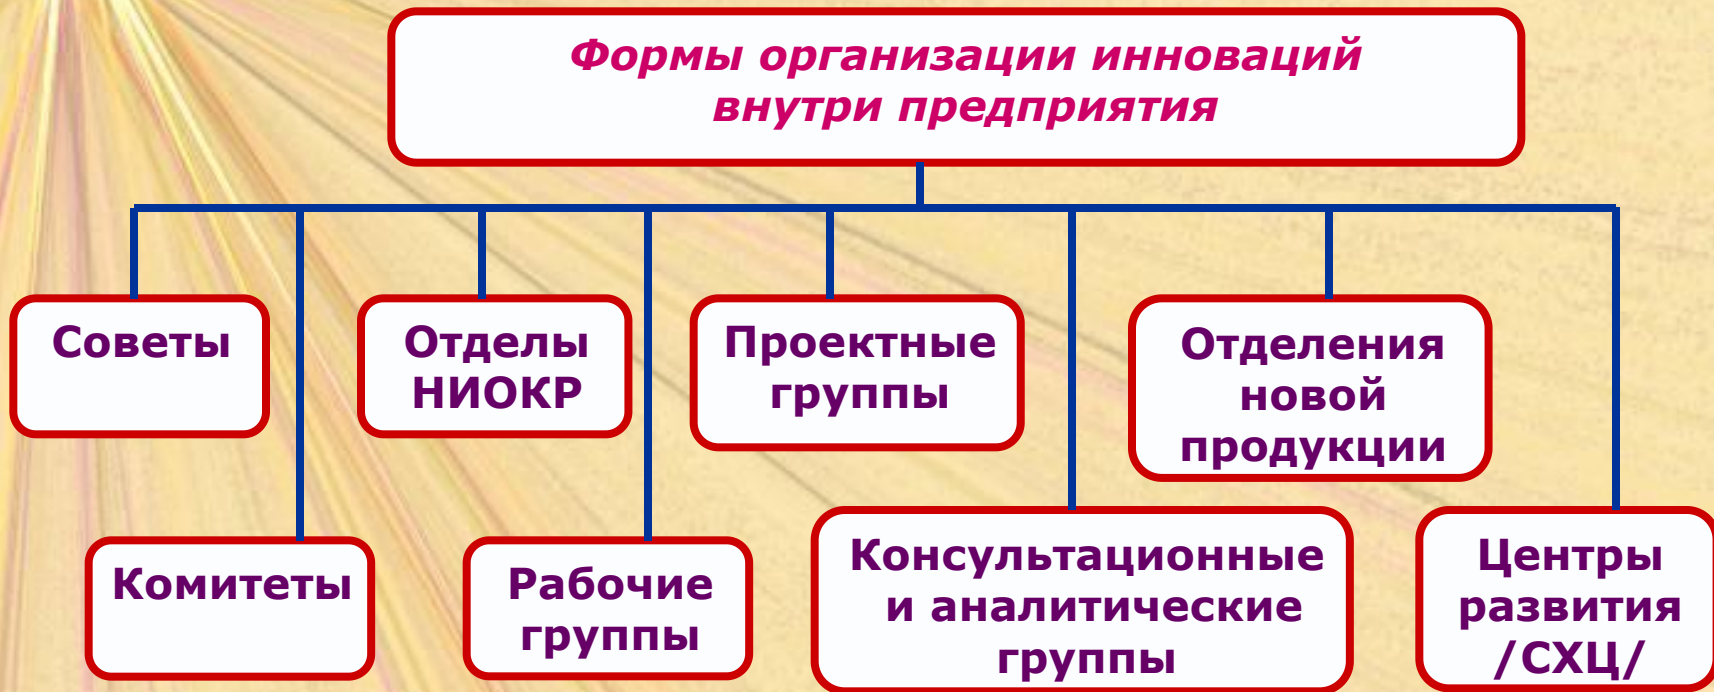 Формы организации инноваций
внутри предприятия
Советы
Отделы
НИОКР
Проектные
группы
Отделения
новой
продукции
Комитеты
Рабочие
группы
Консультационные
и аналитические
группы
Центры
развития
/СХЦ/